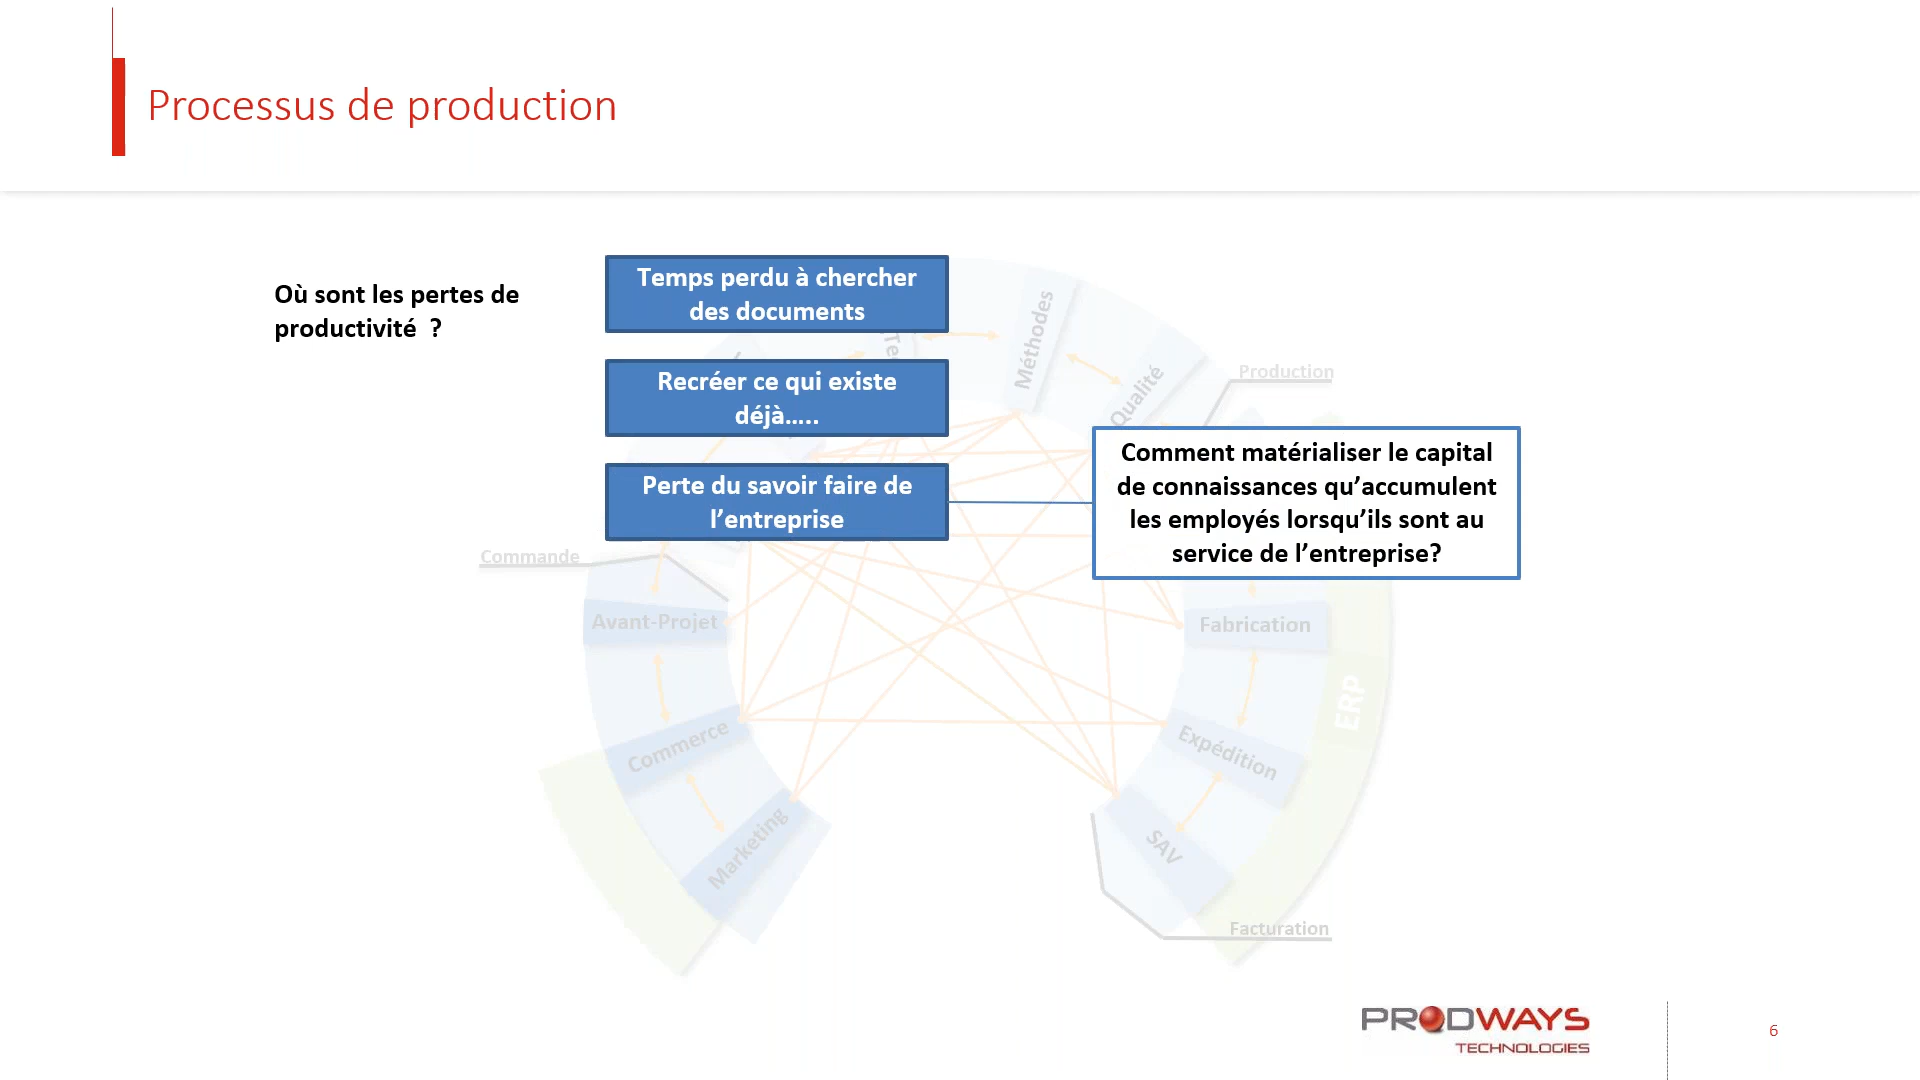 Processus de production
Où sont les pertes de
productivité  ?
Temps perdu à chercher
des documents
Recréer ce qui existe
déjà…..
Perte du savoir faire de
l’entreprise
Comment matérialiser le capital
de connaissances qu’accumulent
les employés lorsqu’ils sont au
service de l’entreprise?
Méthodes
Qualité
Production
Commande
Avant-Projet
Commerce
Marketing
Fabrication
ERP
Expédition
SAV
Facturation
PRODWAYS
TECHNOLOGIES
6